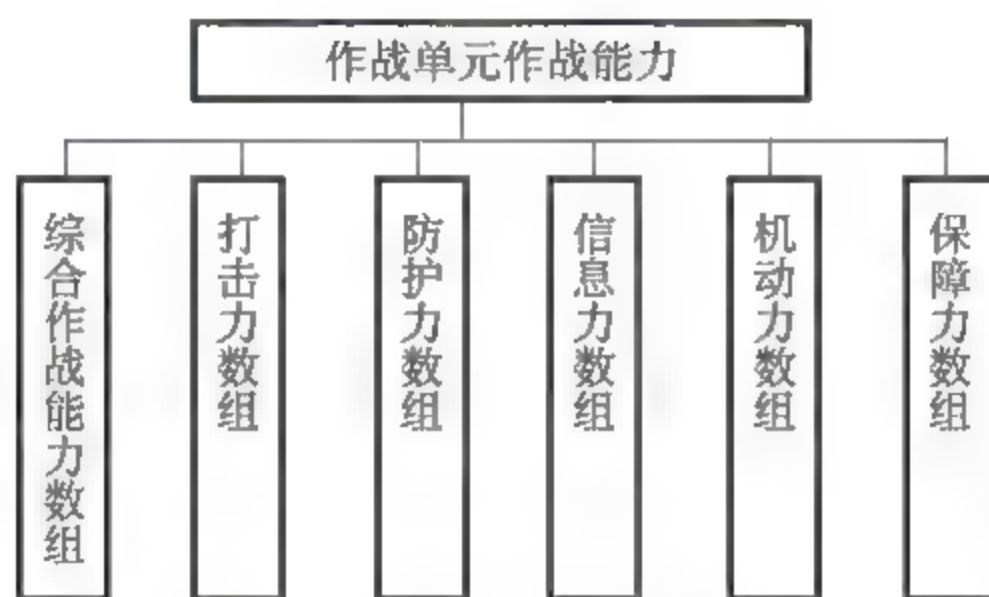 作战单元作战能力
综合作战能力数组
打击力数组
防护力数组
信息力数组
机动力数组
保障力数组